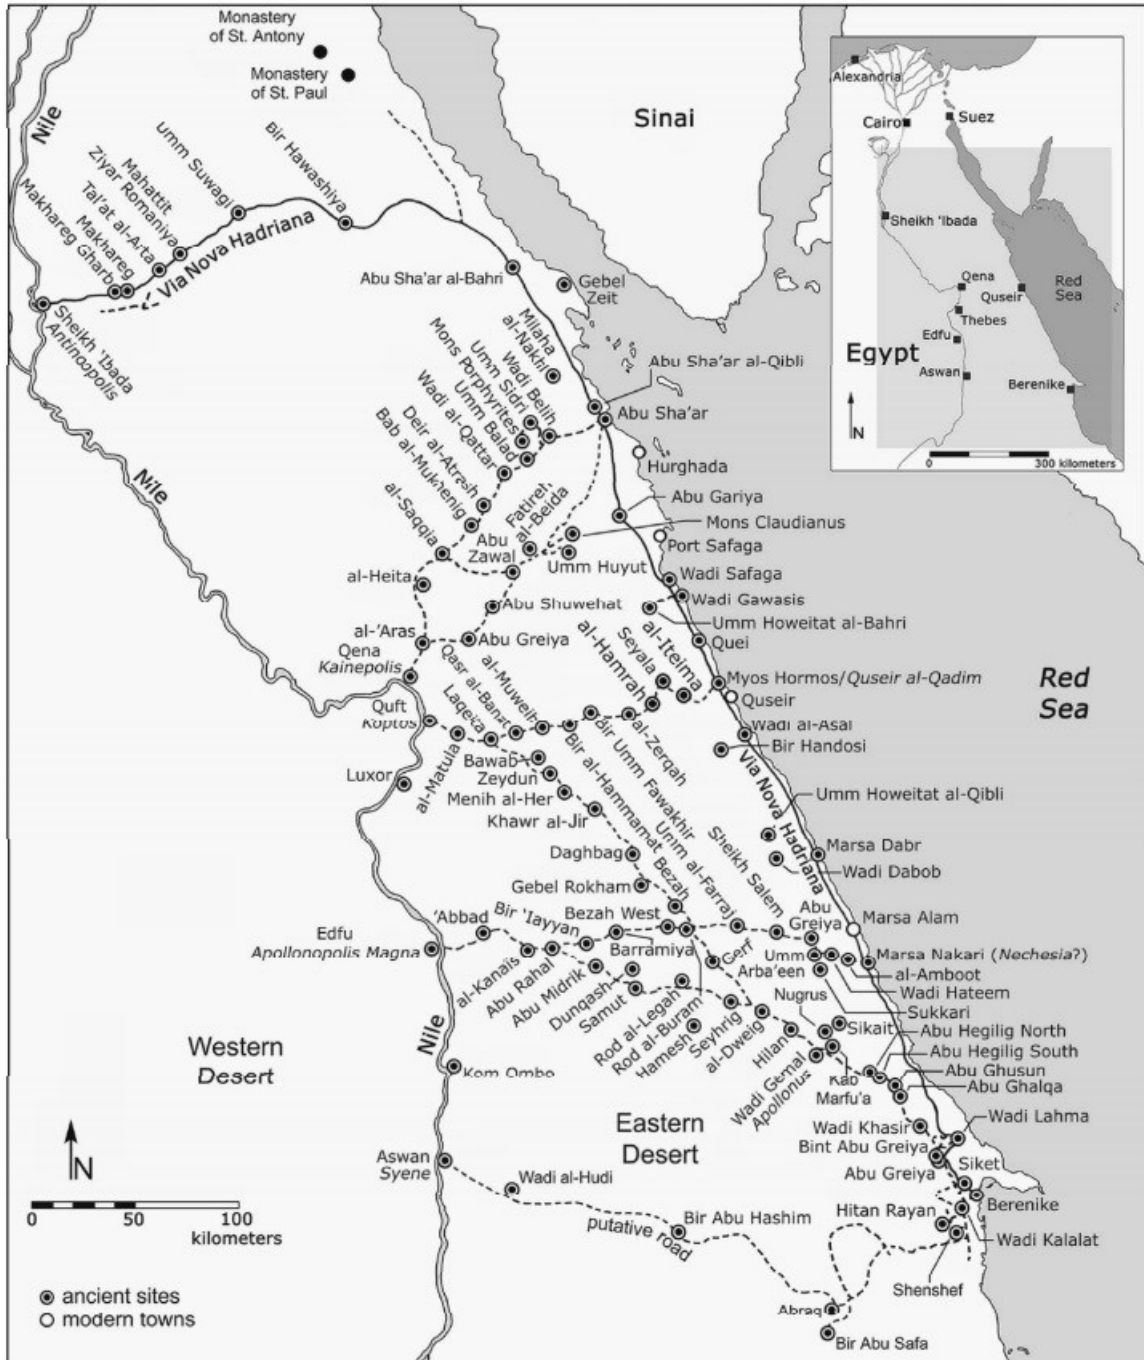 Monastery
of St. Antony
Monastery
of St. Paul
Nile
Sinai
Alexandria
Cairo
Suez
Sheikh 'Ibada
Qena
Quseir
Red
Sea
Thebes
Edfu
Egypt
Aswan
Berenike
N
0
300
kilometers
Bir Hawashiya
Umm Suwagi
Mahattit
Ziyar Romaniya
Tal'at al-Arta
Makhareg
Makhareg Gharb
Via Nova Hadriana
Sheikh 'Ibada
Antinoopolis
Abu Sha'ar al-Bahri
Gebel
Zeit
Milaha
al-Nakhl
Wadi Belih
Umm Sidri
Mons Porphyrites
Umm Balad
Wadi al-Qattar
Deir al-Atrash
Bab al-Mukhenig
al-Saqqia
Abu Sha'ar al-Qibli
Abu Sha'ar
Hurghada
Nile
Fatireh
al-Beida
Abu
Zawal
Abu Gariya
Mons Claudianus
Port Safaga
Umm Huyut
al-Heita
Wadi Safaga
Wadi Gawasis
Abu Shuwehat
Umm Howeitat al-Bahri
al-'Aras
Abu Greiya
Quei
Qena
Kainepolis
al-Iteima
Seyala
al-Hamrah
Myos Hormos/Quseir al-Qadim
Quseir
Red
Sea
Quft
Koptos
Laqeita
Qasr al-Banat
al-Muweih
Wadi al-Asal
Bir Handosi
al-Zerqah
Bir Umm Fawakhir
Bir al-Hammamat
al-Matula
Luxor
Bawab
Zeydun
Menih al-Her
Khawr al-Jir
Via Nova Hadriana
Umm Howeitat al-Qibli
Daghbag
Marsa Dabr
Wadi Dabob
Gebel Rokham
Bezah
Umm al-Farraj
Sheikh Salem
Abu
Greiya
Marsa Alam
'Abbad
Bir 'Iayyan
Bezah West
Barramiya
Edfu
Apollonopolis Magna
al-Kanaïs
Abu Rahal
Abu Midrik
Dunqash
Samut
Rod al-Legah
Rod al-Buram
Hamesh
Gerf
Seyhrig
al-Dweig
Hilan
Umm
Arba'een
Marsa Nakari (Nechesia?)
al-Amboot
Wadi Hateem
Sukkari
Nugrus
Sikait
Abu Hegilig North
Abu Hegilig South
Abu Ghusun
Abu Ghalqa
Wadi Gemal
Apollonos
Kab
Marfu'a
Western
Desert
Nile
Kom Ombo
Eastern
Desert
Wadi Lahma
Wadi Khasir
Bint Abu Greiya
Abu Greiya
Siket
N
Aswan
Syene
Wadi al-Hudi
Berenike
Hitan Rayan
Wadi Kalalat
0
50
100
kilometers
putative road
Bir Abu Hashim
Shenshef
ancient sites
modern towns
Abraq
Bir Abu Safa